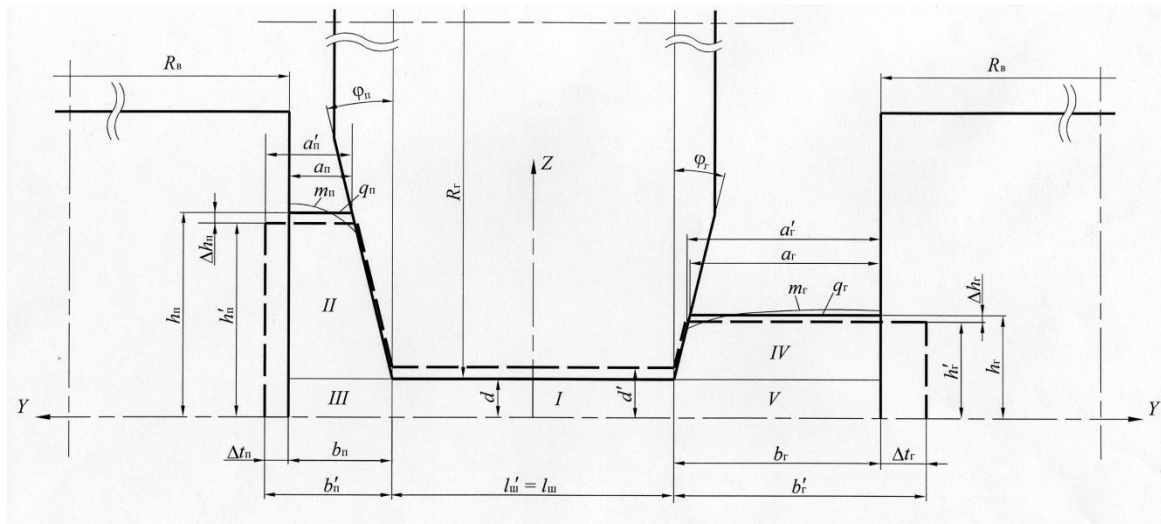 Rв
Rв
φп
φг
Z
Rг
a′п
aп
mп
qп
a′г
aг
mг
qг
Δhп
Δhг
hп
h′п
II
IV
h′г
hг
d
d′
III
I
V
Y
Y
Δtп
bп
bг
Δtг
b′п
l′ш = lш
b′г